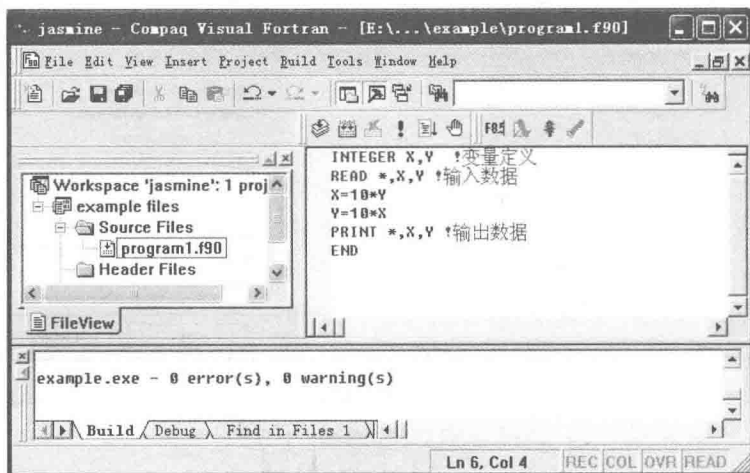 jasmine - Compaq Visual Fortran - [E:\...\example\program1.f90]
File Edit View Insert Project Build Tools Window Help
Workspace 'jasmine': 1 proj
example files
Source Files
program1.f90
Header Files
FileView
INTEGER X,Y !变量定义
READ *,X,Y !输入数据
X=10*Y
Y=10*X
PRINT *,X,Y !输出数据
END
example.exe - 0 error(s), 0 warning(s)
Build Debug Find in Files 1
Ln 6, Col 4 REC COL OVR READ